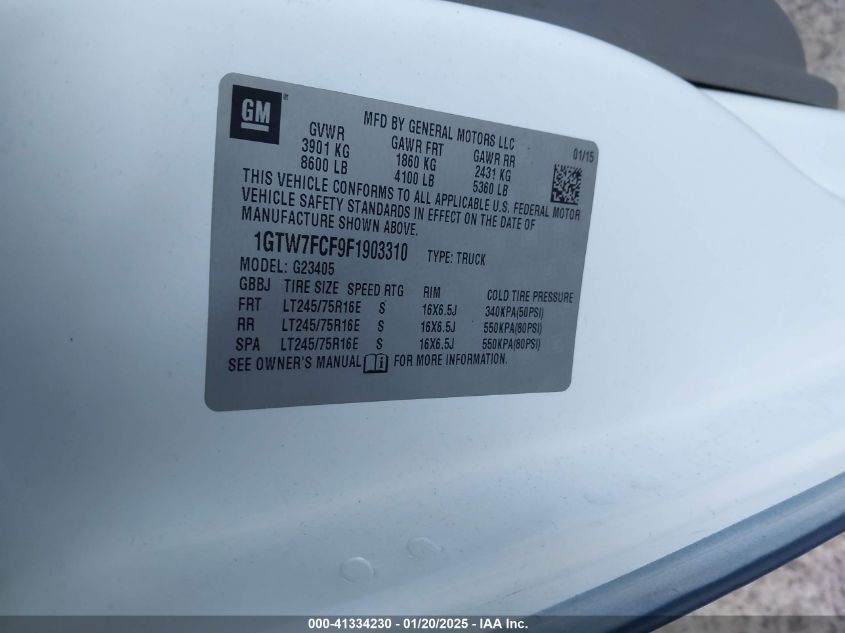 GM
MFD BY GENERAL MOTORS LLC
GVWR GAWR FRT GAWR RR 01/15
3901 KG 1860 KG 2431 KG
8600 LB 4100 LB 5360 LB
THIS VEHICLE CONFORMS TO ALL APPLICABLE U.S. FEDERAL MOTOR
VEHICLE SAFETY STANDARDS IN EFFECT ON THE DATE OF
MANUFACTURE SHOWN ABOVE.
1GTW7FCF9F1903310 TYPE: TRUCK
MODEL: G23405
GBBJ TIRE SIZE SPEED RTG RIM COLD TIRE PRESSURE
FRT LT245/75R16E S 16X6.5J 340KPA(50PSI)
RR LT245/75R16E S 16X6.5J 550KPA(80PSI)
SPA LT245/75R16E S 16X6.5J 550KPA(80PSI)
SEE OWNER'S MANUAL FOR MORE INFORMATION.
000-41334230 - 01/20/2025 - IAA Inc.